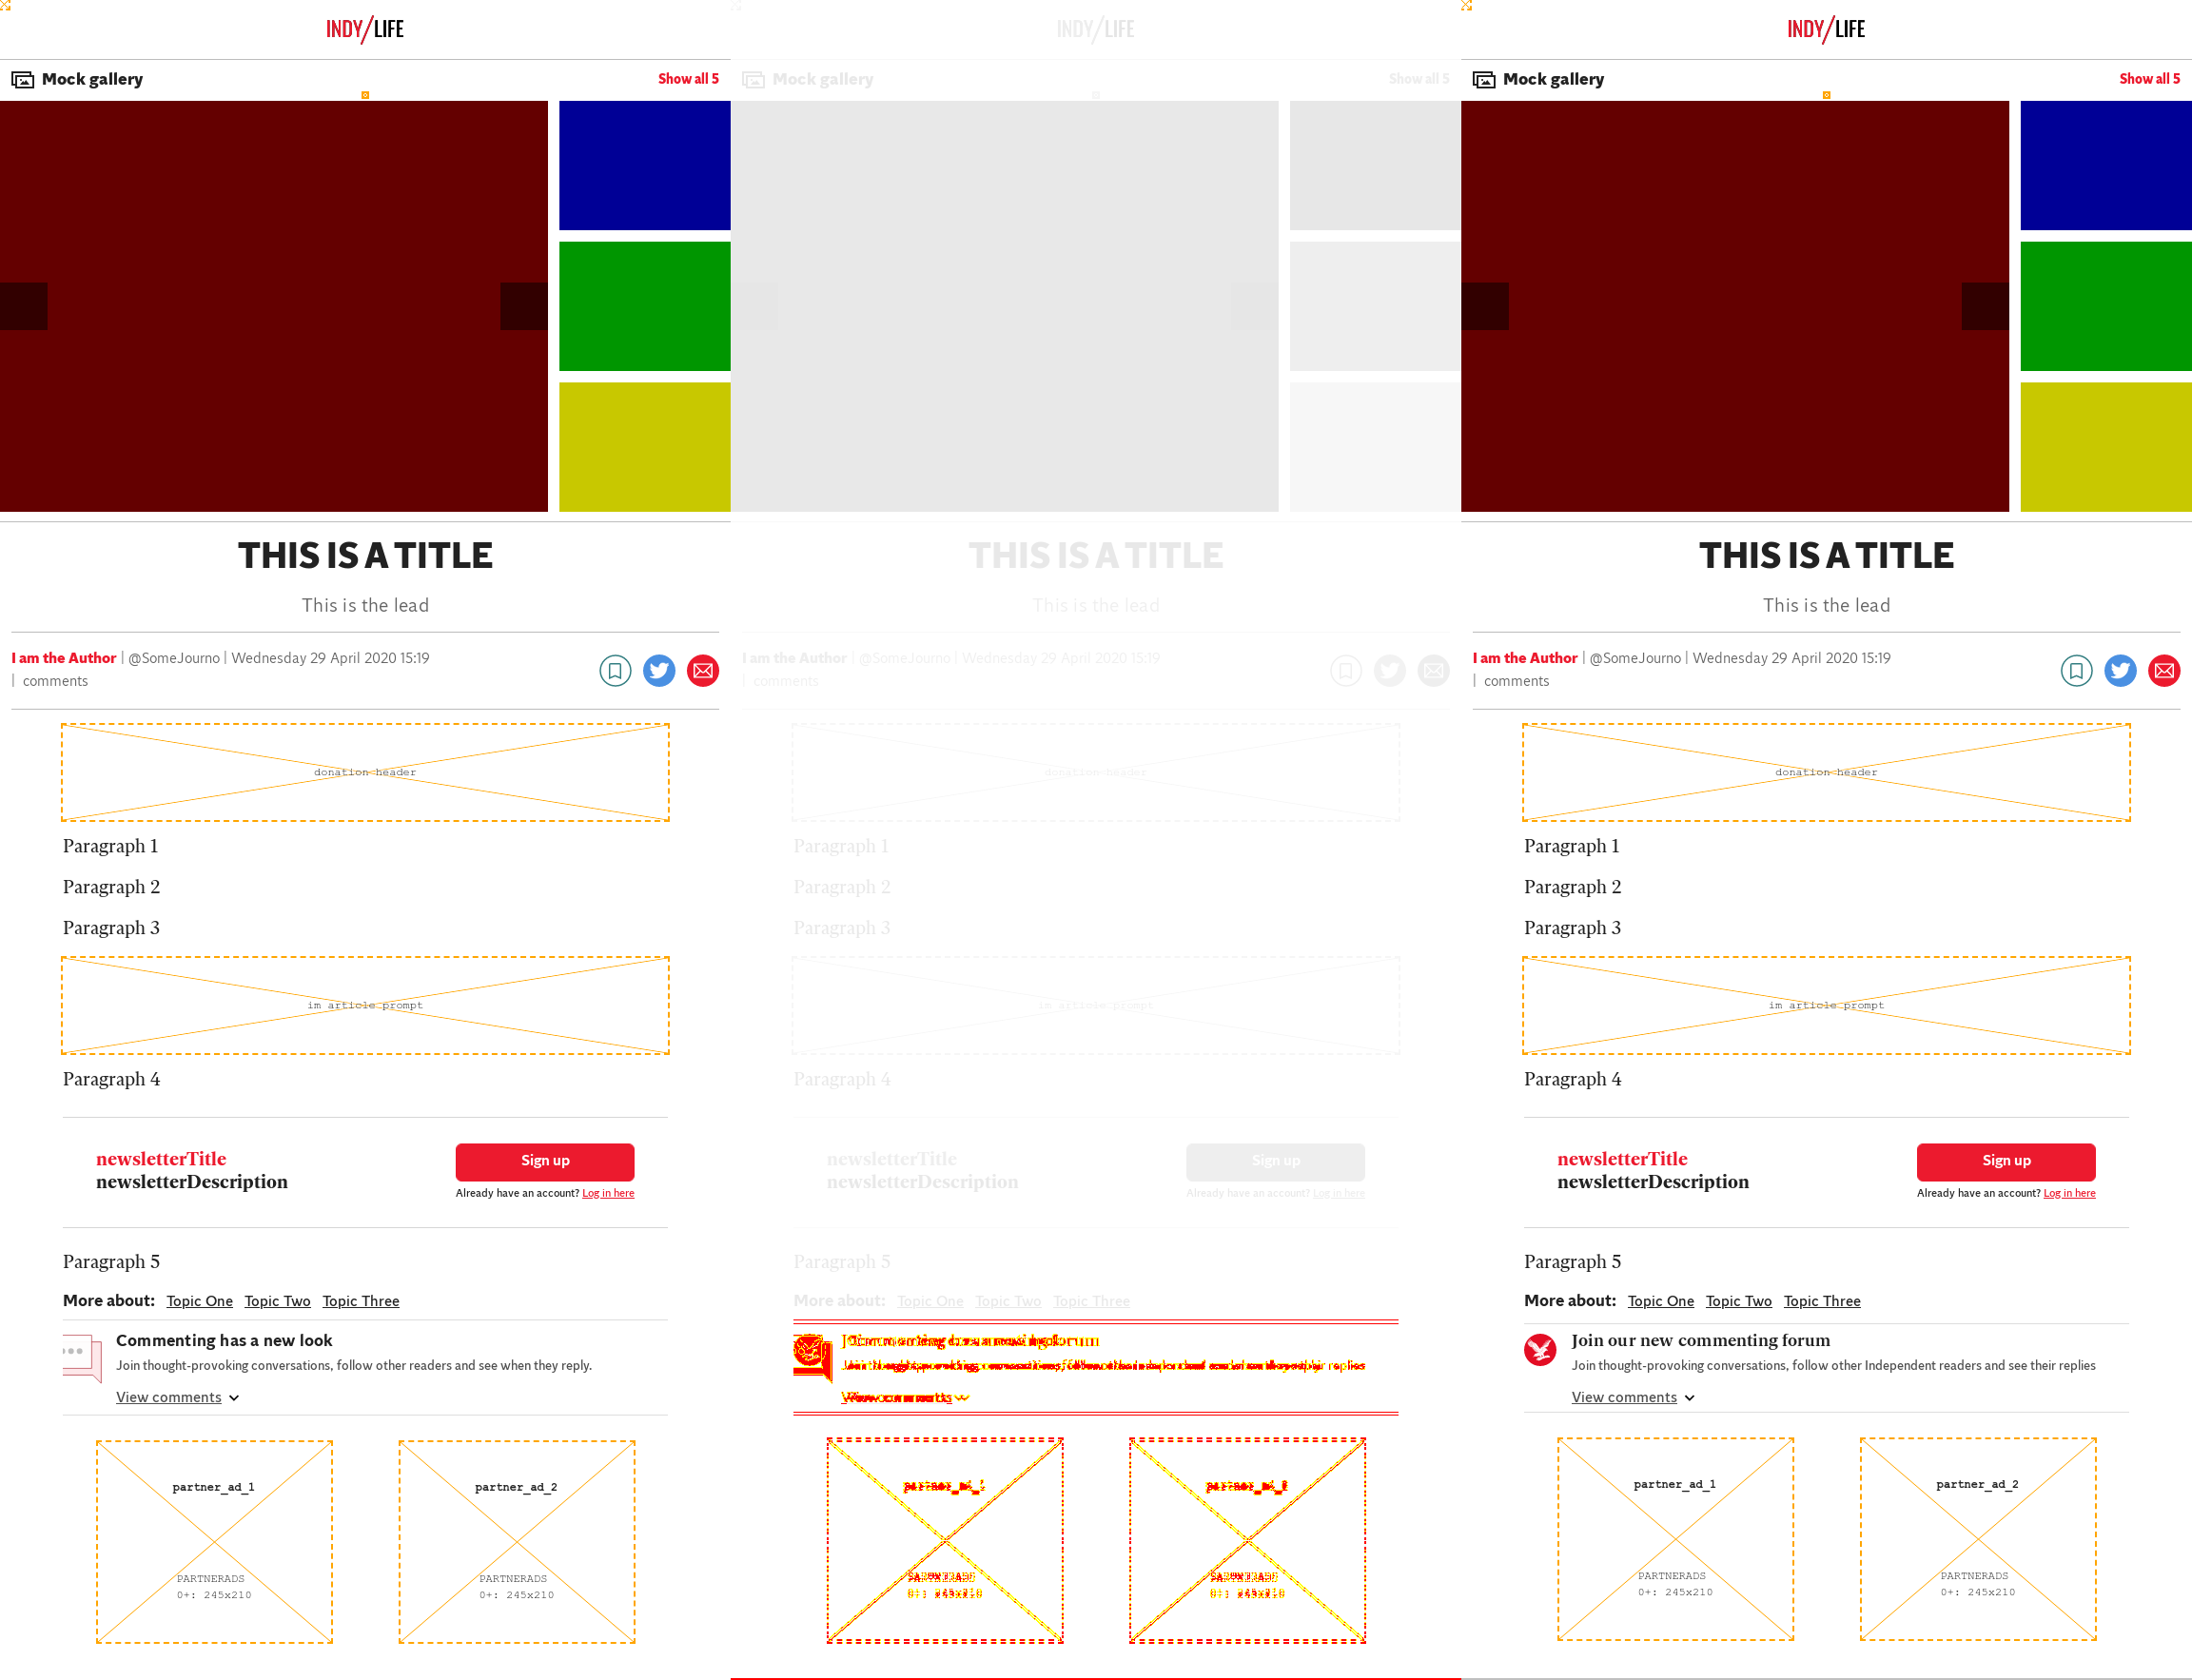 INDY/LIFE
Mock gallery
Show all 5
THIS IS A TITLE
This is the lead
I am the Author | @SomeJourno | Wednesday 29 April 2020 15:19
| comments
donation header
Paragraph 1
Paragraph 2
Paragraph 3
im article prompt
Paragraph 4
newsletterTitle
newsletterDescription
Sign up
Already have an account? Log in here
Paragraph 5
More about: Topic One Topic Two Topic Three
Commenting has a new look
Join thought-provoking conversations, follow other readers and see when they reply.
View comments
partner_ad_1
PARTNERADS
0+: 245x210
partner_ad_2
PARTNERADS
0+: 245x210
INDY/LIFE
Mock gallery
Show all 5
THIS IS A TITLE
This is the lead
I am the Author | @SomeJourno | Wednesday 29 April 2020 15:19
| comments
donation header
Paragraph 1
Paragraph 2
Paragraph 3
im article prompt
Paragraph 4
newsletterTitle
newsletterDescription
Sign up
Already have an account? Log in here
Paragraph 5
More about: Topic One Topic Two Topic Three
INDY/LIFE
Mock gallery
Show all 5
THIS IS A TITLE
This is the lead
I am the Author | @SomeJourno | Wednesday 29 April 2020 15:19
| comments
donation header
Paragraph 1
Paragraph 2
Paragraph 3
im article prompt
Paragraph 4
newsletterTitle
newsletterDescription
Sign up
Already have an account? Log in here
Paragraph 5
More about: Topic One Topic Two Topic Three
Join our new commenting forum
Join thought-provoking conversations, follow other Independent readers and see their replies
View comments
partner_ad_1
PARTNERADS
0+: 245x210
partner_ad_2
PARTNERADS
0+: 245x210